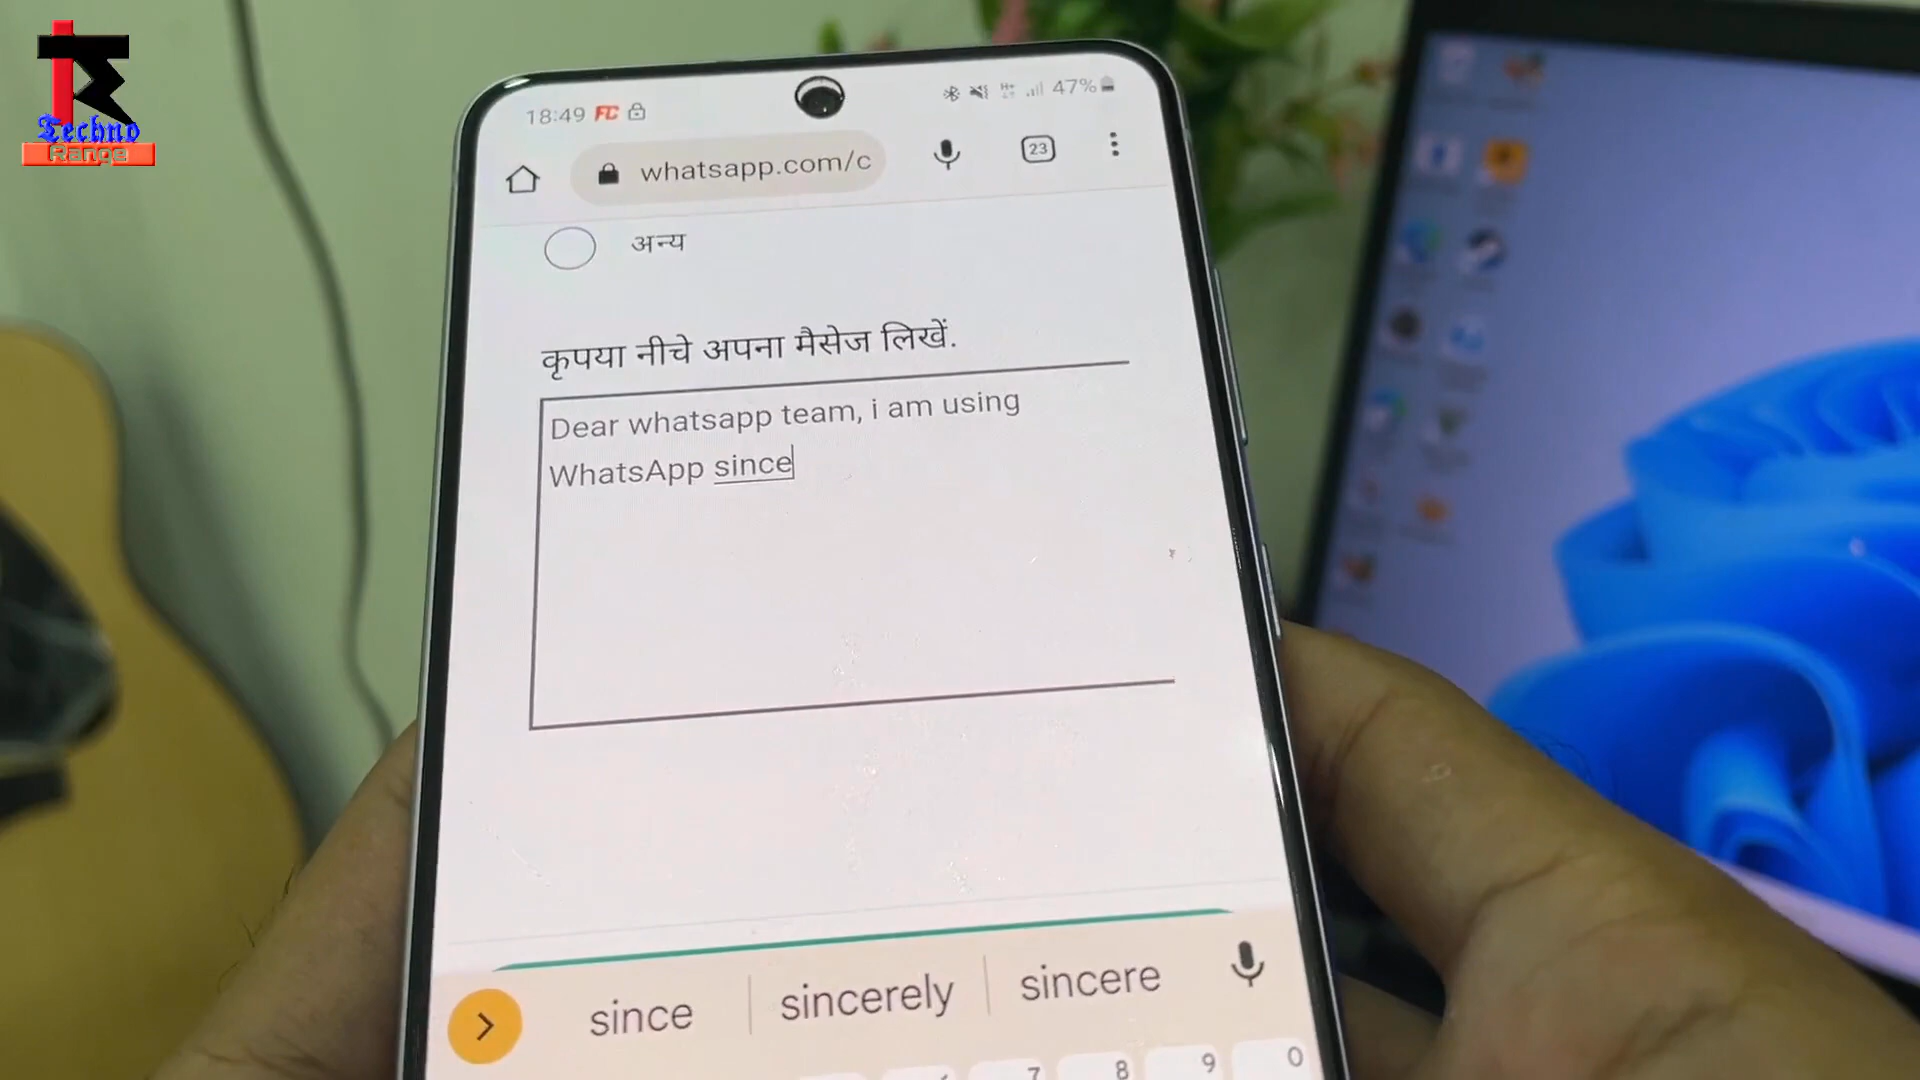 Techno
Range
18:49 FC 47%
whatsapp.com/c
23
अन्य
कृपया नीचे अपना मैसेज लिखें.
Dear whatsapp team, i am using
WhatsApp since
since sincerely sincere
7 8 9 0